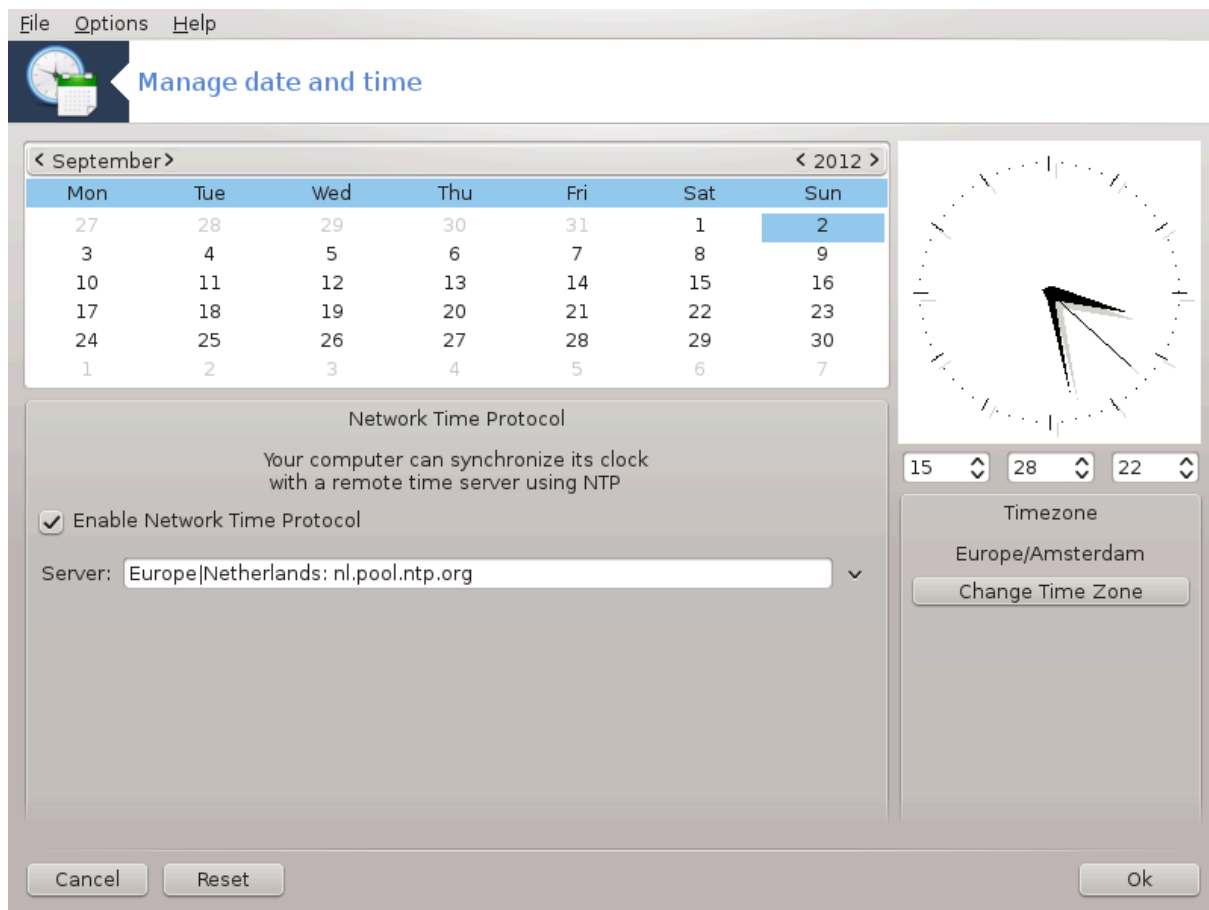 File Options Help
Manage date and time
< September > < 2012 >
Mon Tue Wed Thu Fri Sat Sun
27 28 29 30 31 1 2
3 4 5 6 7 8 9
10 11 12 13 14 15 16
17 18 19 20 21 22 23
24 25 26 27 28 29 30
1 2 3 4 5 6 7
Network Time Protocol
Your computer can synchronize its clock
with a remote time server using NTP
Enable Network Time Protocol
Server: Europe|Netherlands: nl.pool.ntp.org
15 28 22
Timezone
Europe/Amsterdam
Change Time Zone
Cancel Reset Ok